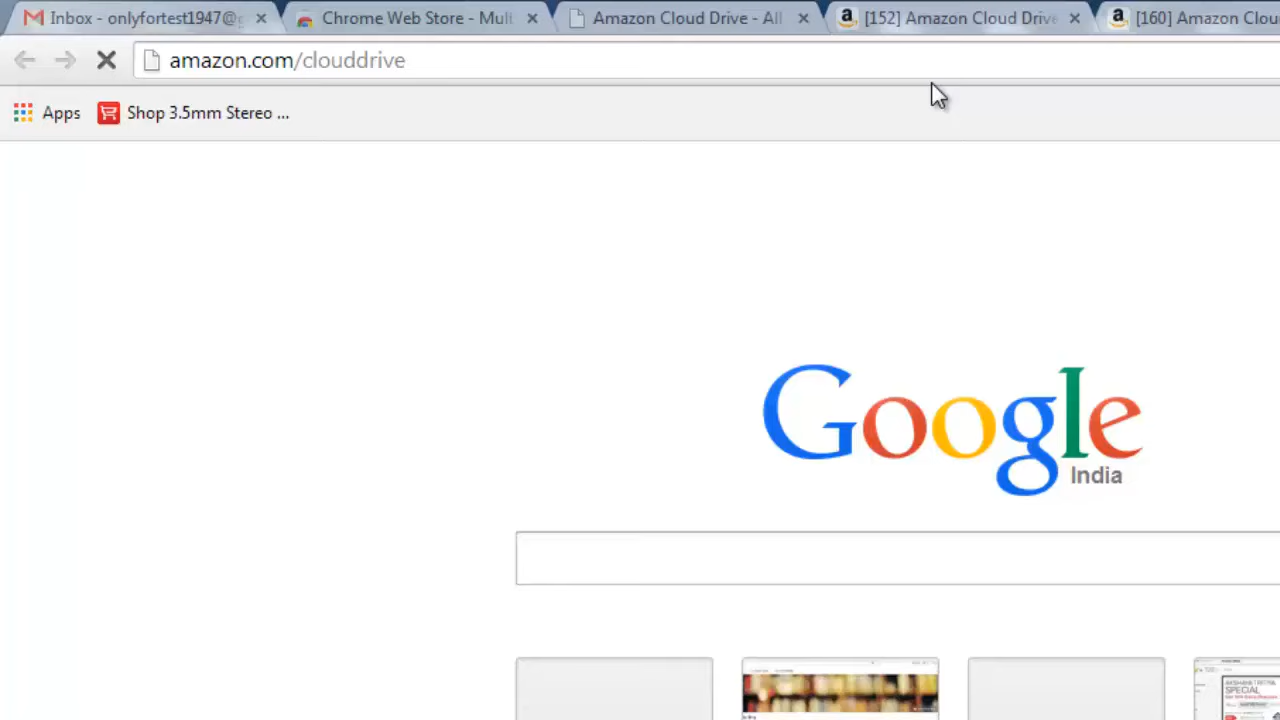 Inbox - onlyfortest1947@g
Chrome Web Store - Mult
Amazon Cloud Drive - All
[152] Amazon Cloud Drive
[160] Amazon Clou
amazon.com/clouddrive
Apps
Shop 3.5mm Stereo ...
Google
India
SPECIAL